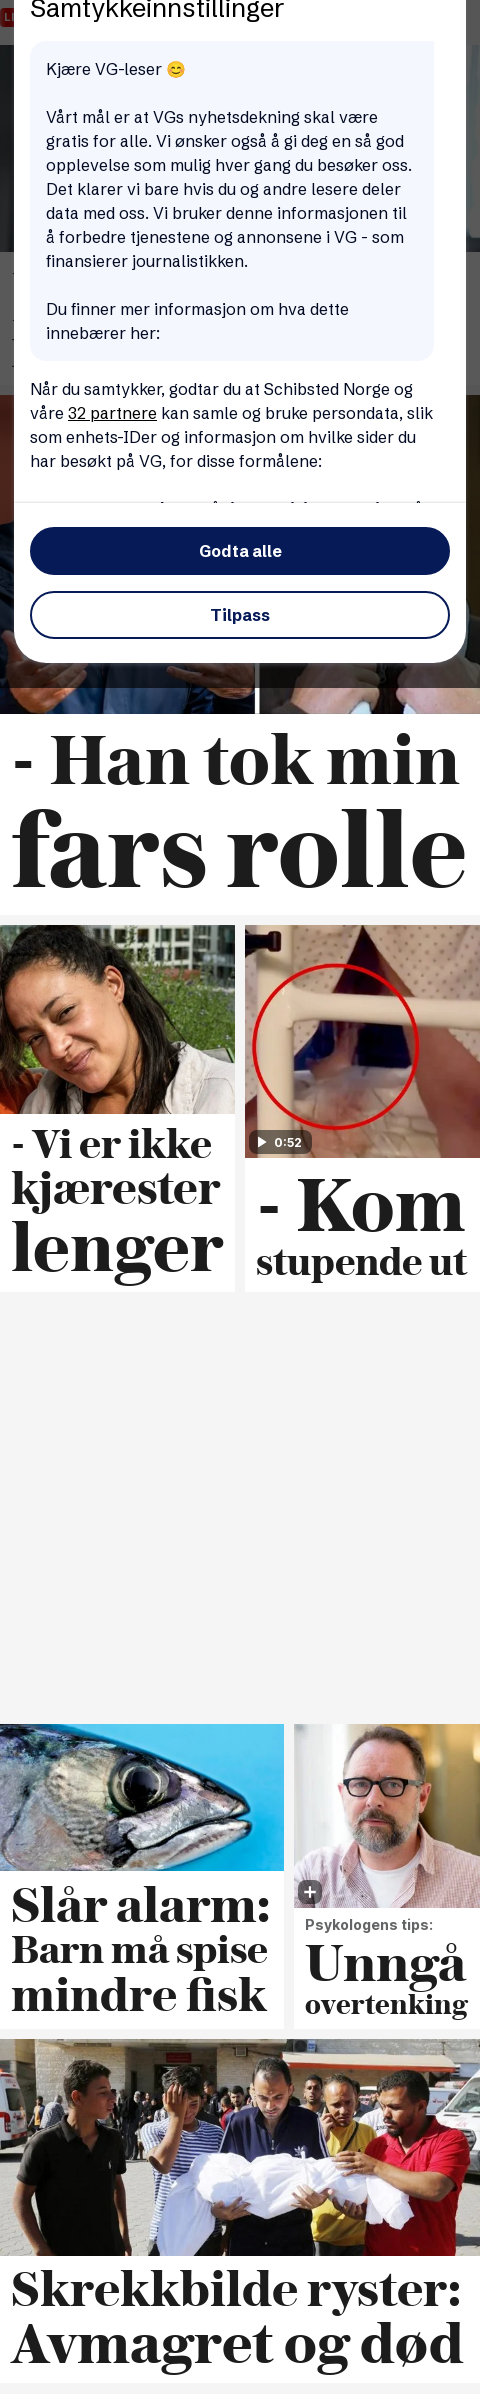 Samtykkeinnstillinger
Kjære VG-leser 😊
Vårt mål er at VGs nyhetsdekning skal være
gratis for alle. Vi ønsker også å gi deg en så god
opplevelse som mulig hver gang du besøker oss.
Det klarer vi bare hvis du og andre lesere deler
data med oss. Vi bruker denne informasjonen til
å forbedre tjenestene og annonsene i VG - som
finansierer journalistikken.
Du finner mer informasjon om hva dette
innebærer her:
Når du samtykker, godtar du at Schibsted Norge og
våre 32 partnere kan samle og bruke persondata, slik
som enhets-IDer og informasjon om hvilke sider du
har besøkt på VG, for disse formålene:
Godta alle
Tilpass
- Han tok min
fars rolle
- Vi er ikke
kjærester
lenger
0:52
- Kom
stupende ut
Slår alarm:
Barn må spise
mindre fisk
Psykologens tips:
Unngå
overtenking
Skrekkbilde ryster:
Avmagret og død